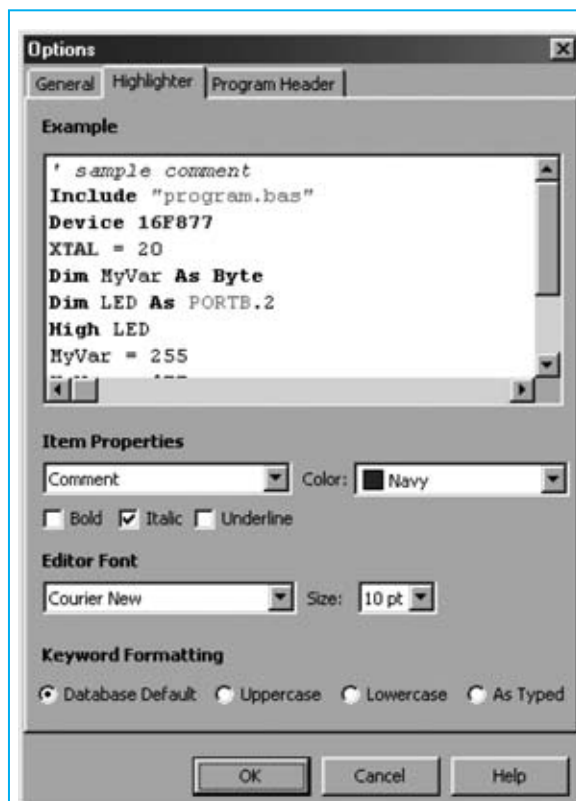 Options
General Highlighter Program Header
Example
' sample comment
Include "program.bas"
Device 16F877
XTAL = 20
Dim MyVar As Byte
Dim LED As PORTB.2
High LED
MyVar = 255
Item Properties
Comment Color: Navy
Bold Italic Underline
Editor Font
Courier New Size: 10 pt
Keyword Formatting
Database Default Uppercase Lowercase As Typed
OK Cancel Help